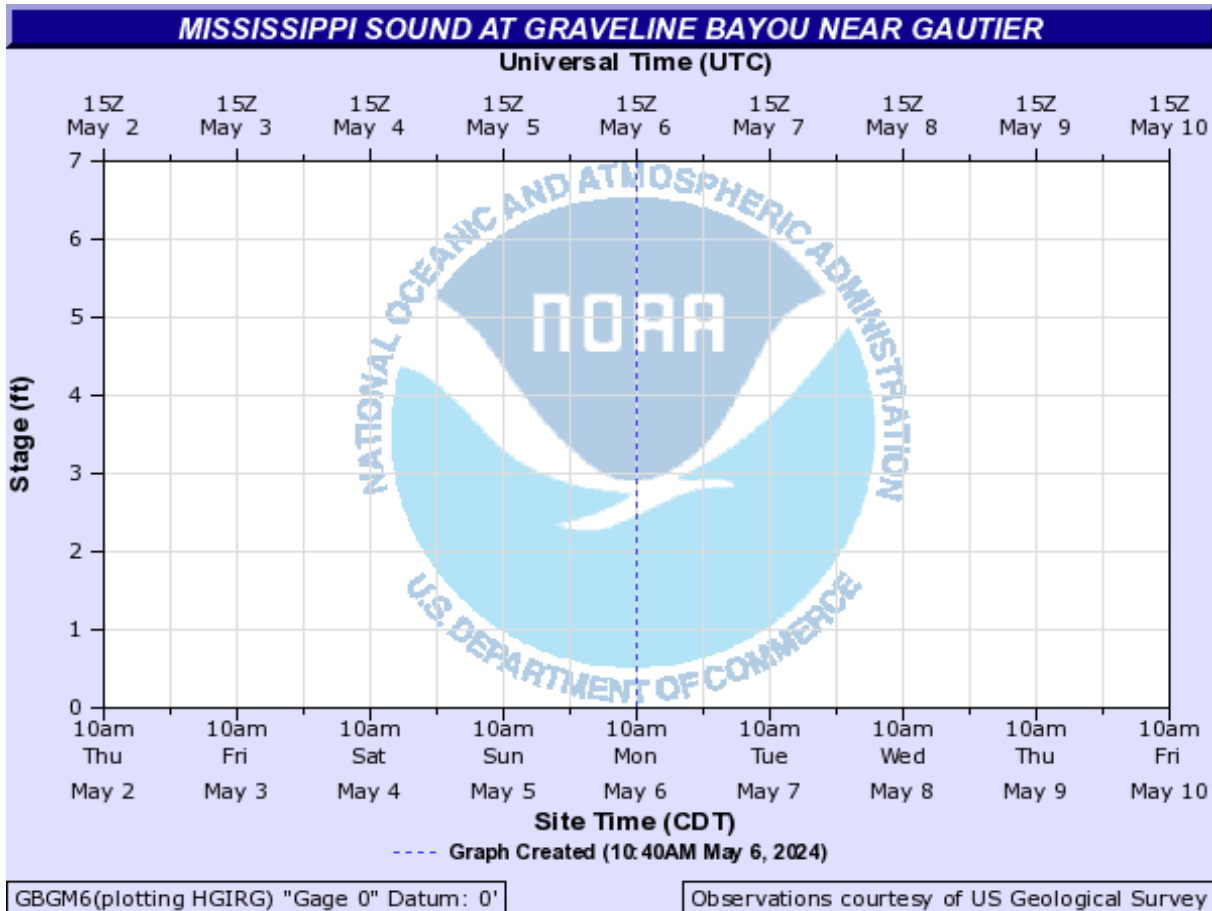 MISSISSIPPI SOUND AT GRAVELINE BAYOU NEAR GAUTIER
Universal Time (UTC)
15Z 15Z 15Z 15Z 15Z 15Z 15Z 15Z 15Z
May 2 May 3 May 4 May 5 May 6 May 7 May 8 May 9 May 10
7
6
5
4
3
2
1
0
Stage (ft)
NATIONAL OCEANIC AND ATMOSPHERIC ADMINISTRATION
NOAA
U.S. DEPARTMENT OF COMMERCE
10am 10am 10am 10am 10am 10am 10am 10am 10am
Thu Fri Sat Sun Mon Tue Wed Thu Fri
May 2 May 3 May 4 May 5 May 6 May 7 May 8 May 9 May 10
Site Time (CDT)
---- Graph Created (10:40AM May 6, 2024)
GBGM6(plotting HGIRG) "Gage 0" Datum: 0'
Observations courtesy of US Geological Survey